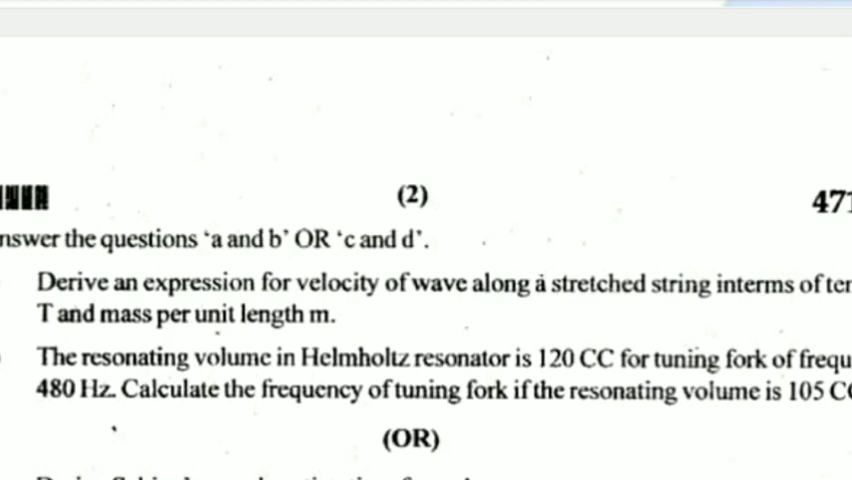 (2)
471
nswer the questions 'a and b' OR 'c and d'.
Derive an expression for velocity of wave along a stretched string interms of ter
T and mass per unit length m.
The resonating volume in Helmholtz resonator is 120 CC for tuning fork of frequ
480 Hz. Calculate the frequency of tuning fork if the resonating volume is 105 C
(OR)